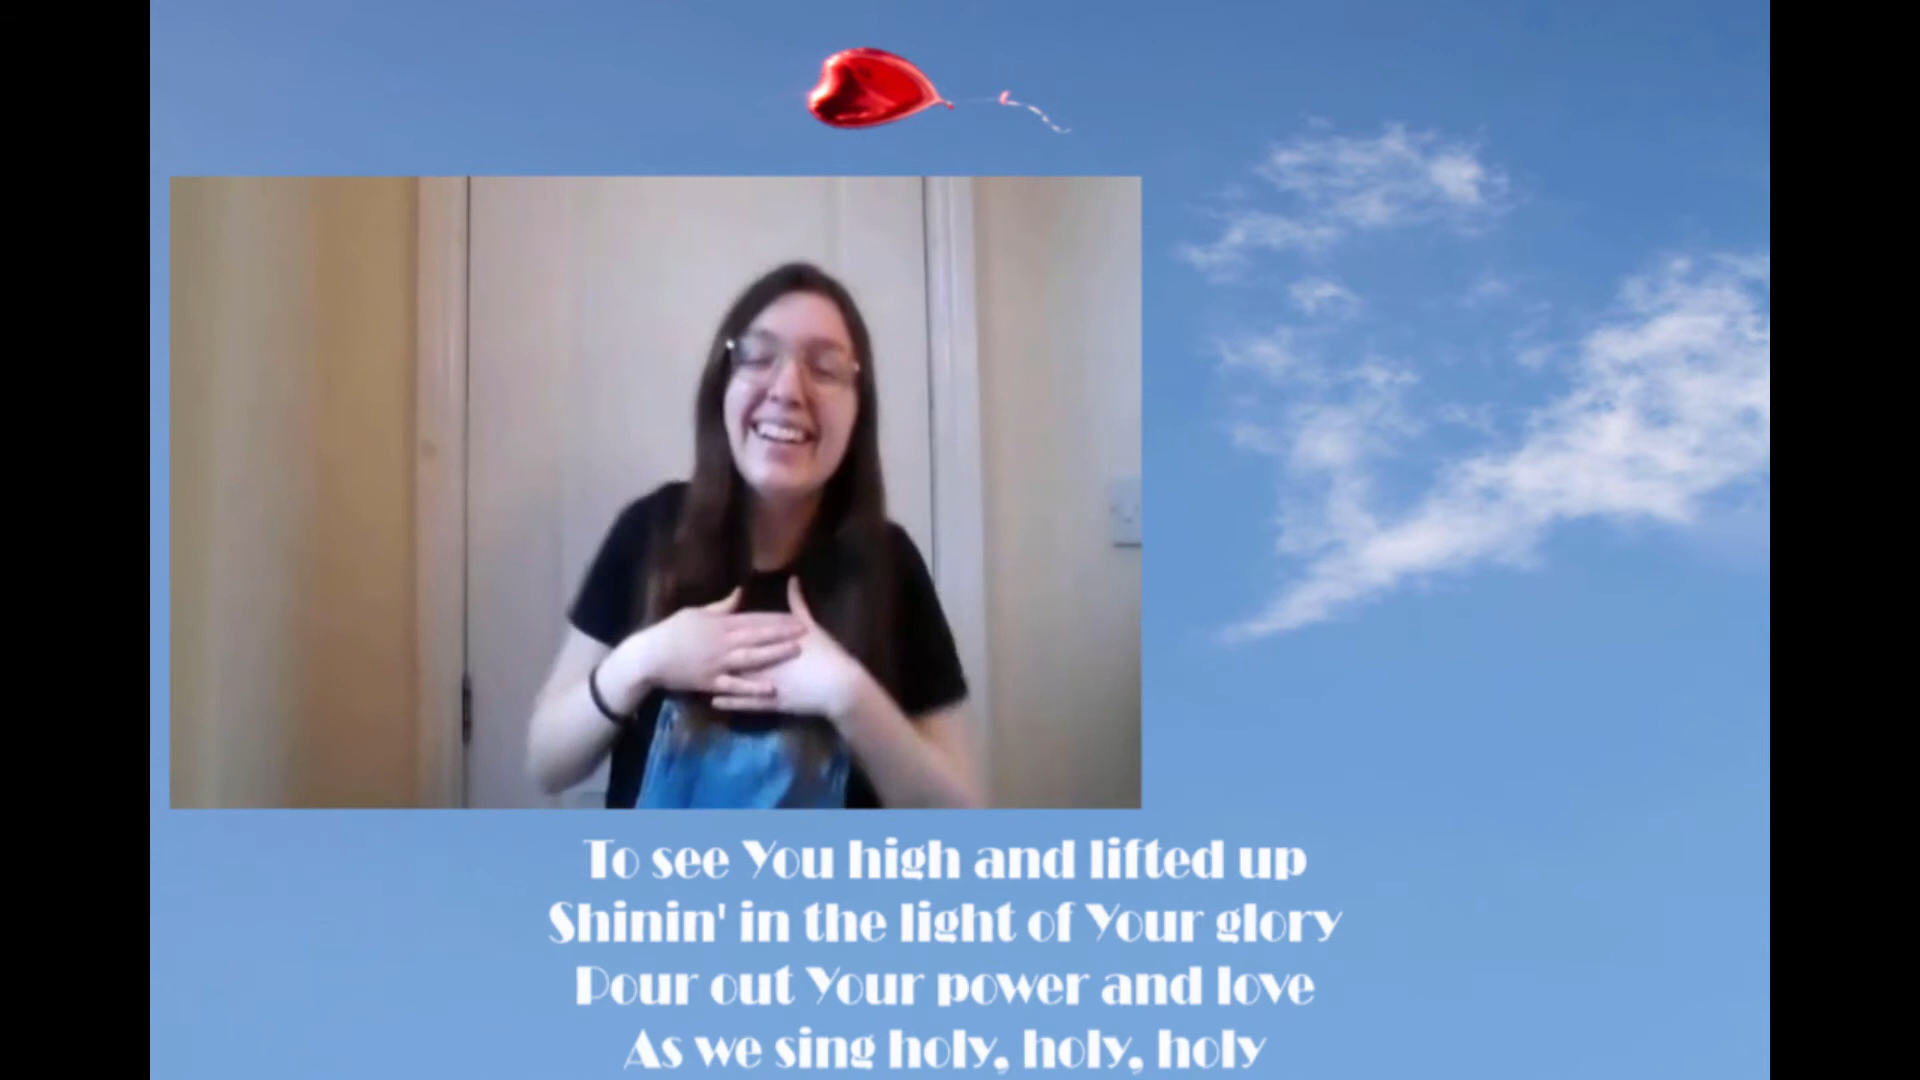 To see You high and lifted up
Shinin' in the light of Your glory
Pour out Your power and love
As we sing holy, holy, holy